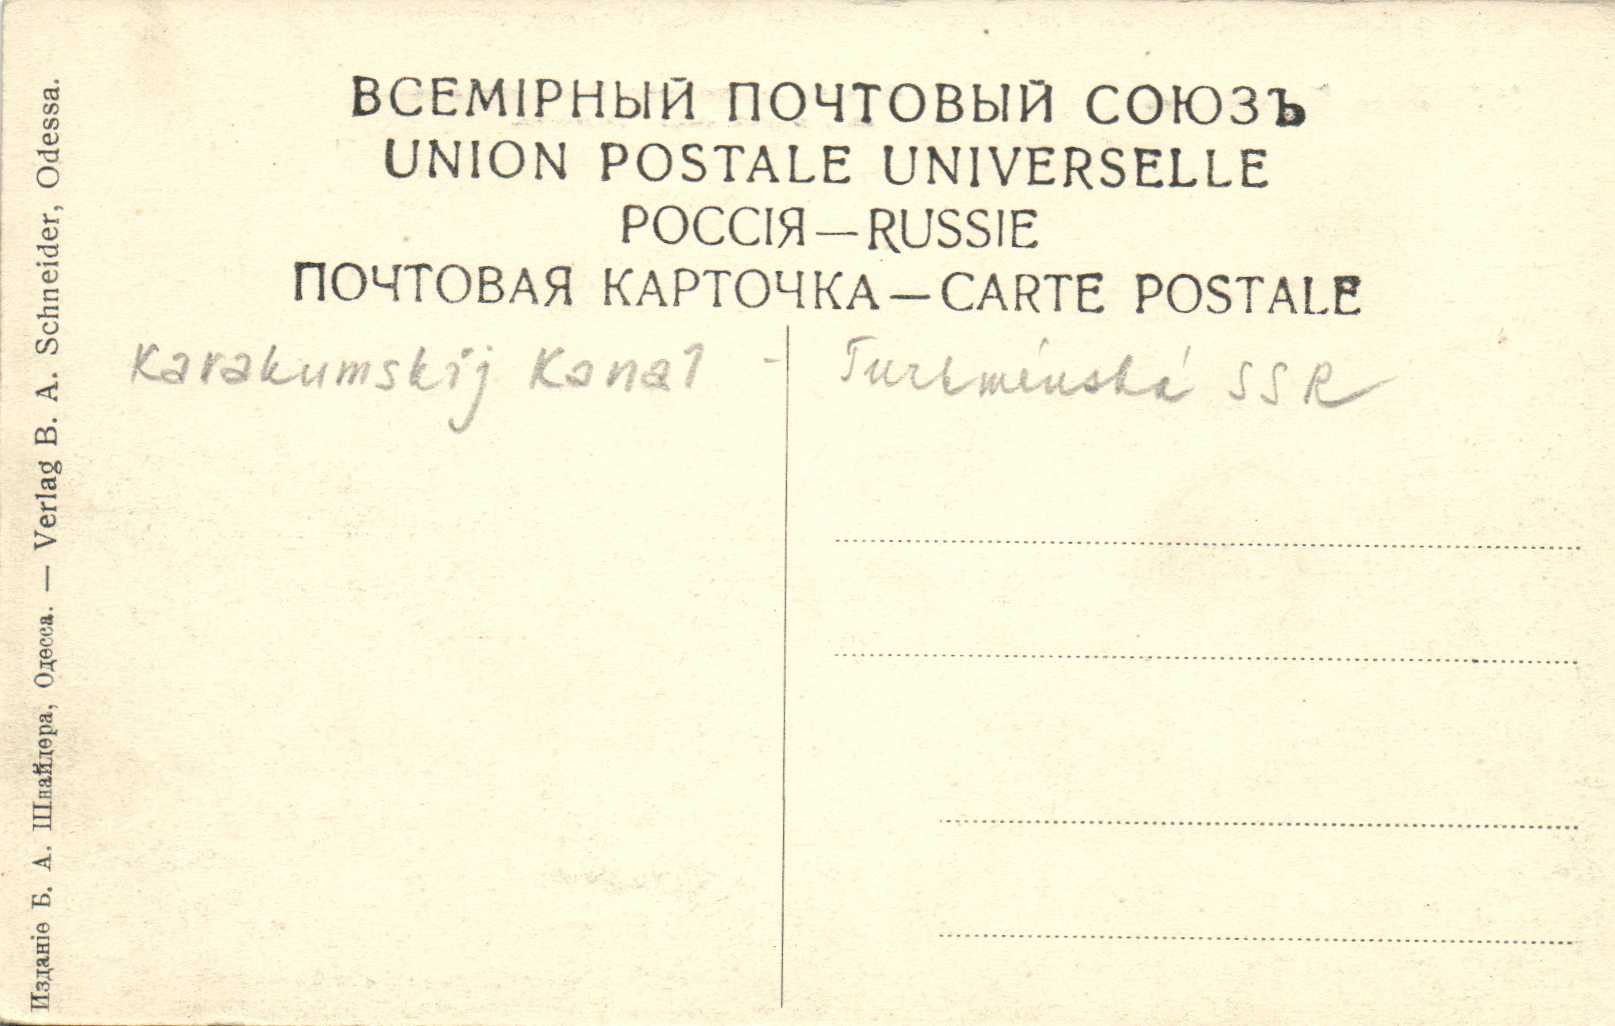 ВСЕМІРНЫЙ ПОЧТОВЫЙ СОЮЗЪ
UNION POSTALE UNIVERSELLE
РОССІЯ—RUSSIE
ПОЧТОВАЯ КАРТОЧКА—CARTE POSTALE
Karakumskij Kanal - Turkménská SSR
Изданіе Б. А. Шнайдера, Одесса. — Verlag B. A. Schneider, Odessa.